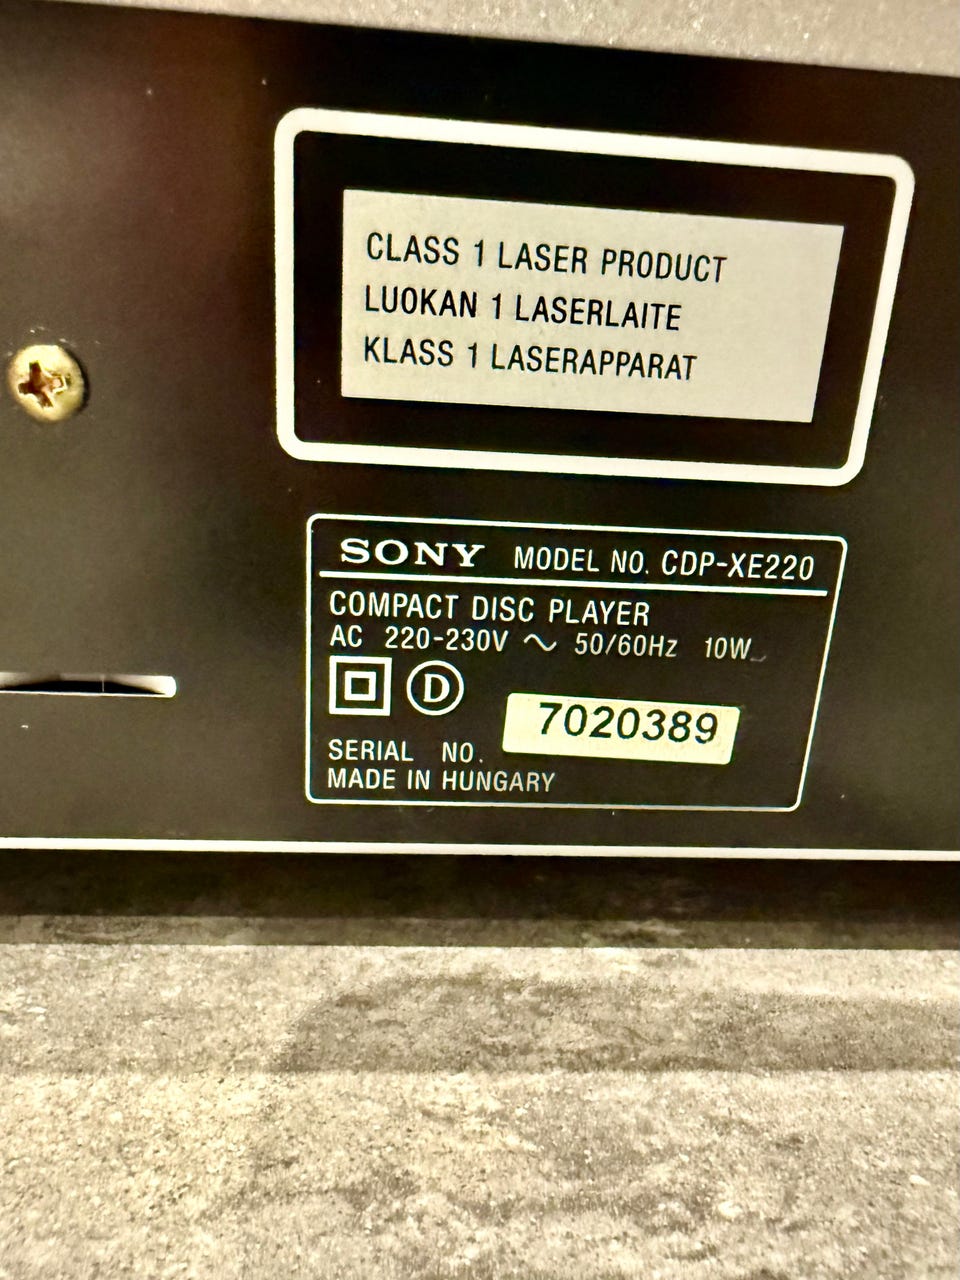 CLASS 1 LASER PRODUCT
LUOKAN 1 LASERLAITE
KLASS 1 LASERAPPARAT
SONY MODEL NO. CDP-XE220
COMPACT DISC PLAYER
AC 220-230V ～ 50/60Hz 10W
D
7020389
SERIAL NO.
MADE IN HUNGARY